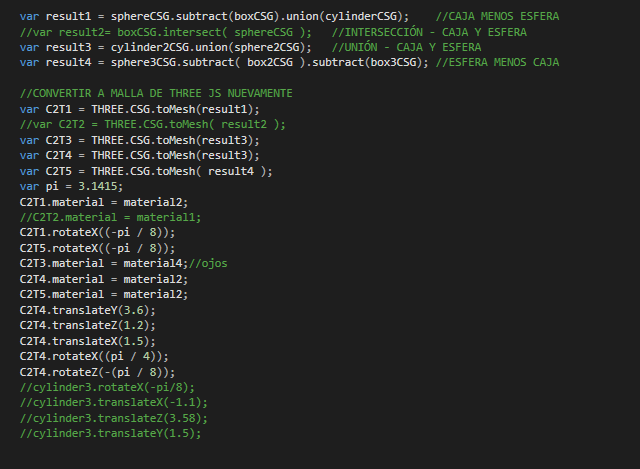 var result1 = sphereCSG.subtract(boxCSG).union(cylinderCSG);    //CAJA MENOS ESFERA
//var result2= boxCSG.intersect( sphereCSG );   //INTERSECCIÓN - CAJA Y ESFERA
var result3 = cylinder2CSG.union(sphere2CSG);   //UNIÓN - CAJA Y ESFERA
var result4 = sphere3CSG.subtract( box2CSG ).subtract(box3CSG); //ESFERA MENOS CAJA
//CONVERTIR A MALLA DE THREE JS NUEVAMENTE
var C2T1 = THREE.CSG.toMesh(result1);
//var C2T2 = THREE.CSG.toMesh( result2 );
var C2T3 = THREE.CSG.toMesh(result3);
var C2T4 = THREE.CSG.toMesh(result3);
var C2T5 = THREE.CSG.toMesh( result4 );
var pi = 3.1415;
C2T1.material = material2;
//C2T2.material = material1;
C2T1.rotateX((-pi / 8));
C2T5.rotateX((-pi / 8));
C2T3.material = material4;//ojos
C2T4.material = material2;
C2T5.material = material2;
C2T4.translateY(3.6);
C2T4.translateZ(1.2);
C2T4.translateX(1.5);
C2T4.rotateX((pi / 4));
C2T4.rotateZ(-(pi / 8));
//cylinder3.rotateX(-pi/8);
//cylinder3.translateX(-1.1);
//cylinder3.translateZ(3.58);
//cylinder3.translateY(1.5);